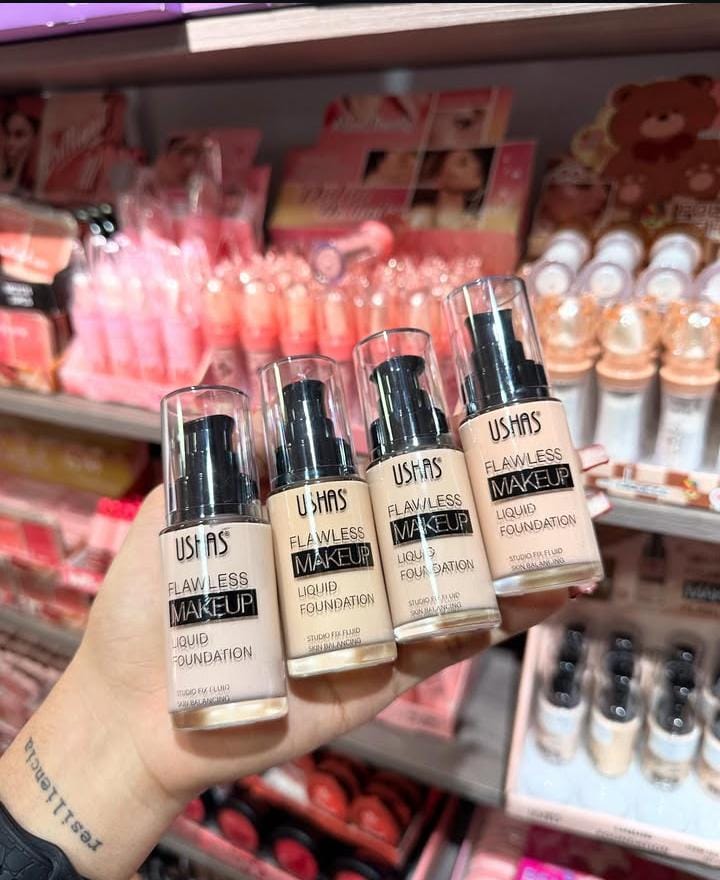 USHAS®
FLAWLESS
MAKEUP
LIQUID
FOUNDATION
STUDIO FIX FLUID
SKIN BALANCING
USHAS®
FLAWLESS
MAKEUP
LIQUID
FOUNDATION
STUDIO FIX FLUID
SKIN BALANCING
USHAS®
FLAWLESS
MAKEUP
LIQUID
FOUNDATION
STUDIO FIX FLUID
SKIN BALANCING
USHAS®
FLAWLESS
MAKEUP
LIQUID
FOUNDATION
STUDIO FIX FLUID
SKIN BALANCING
resiliencia